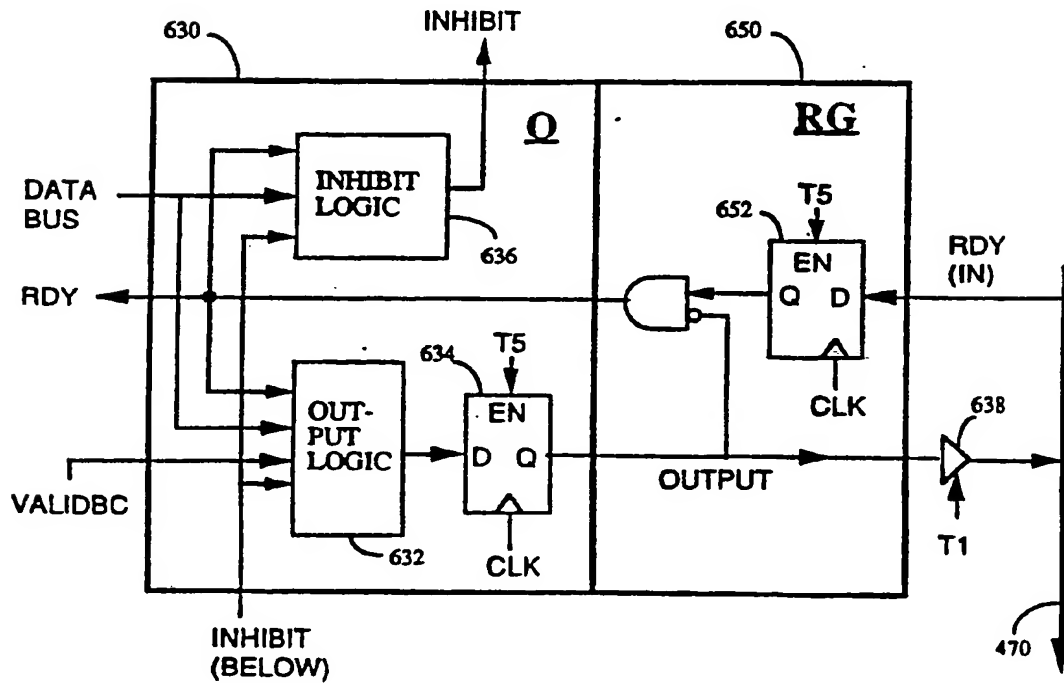 INHIBIT
630
650
Q
RG
INHIBIT
LOGIC
636
DATA
BUS
T5
652
EN
Q D
RDY
(IN)
RDY
CLK
T5
634
EN
D Q
OUT-
PUT
LOGIC
632
CLK
VALIDBC
OUTPUT
638
T1
INHIBIT
(BELOW)
470